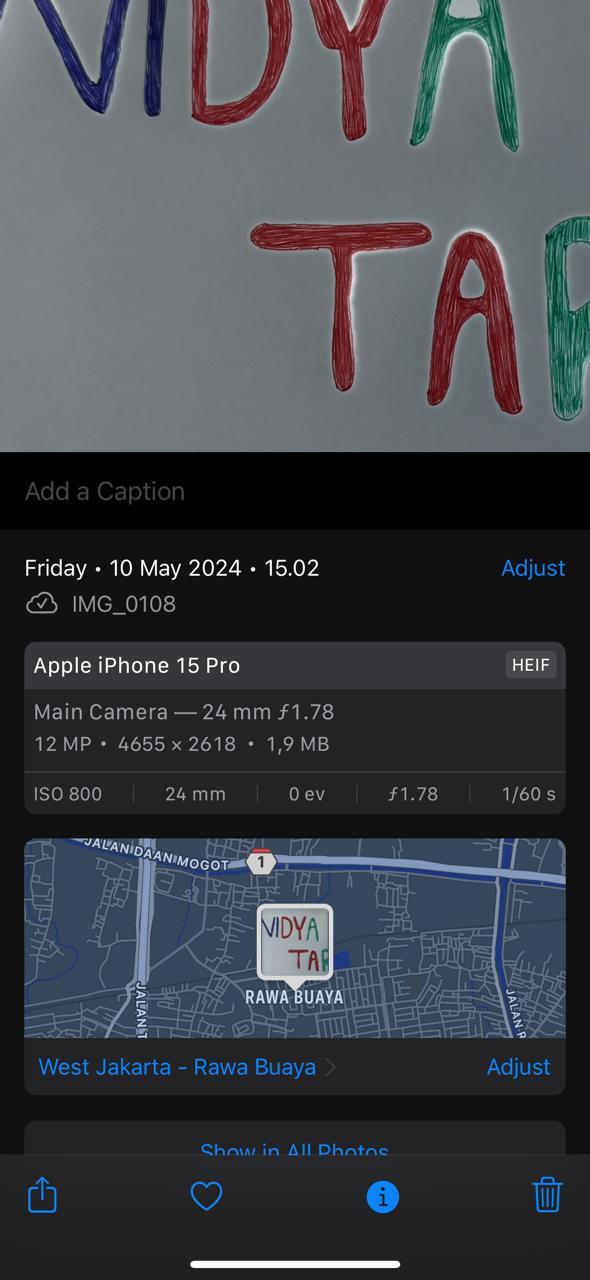 VIDYA
TAR
Add a Caption
Friday • 10 May 2024 • 15.02 Adjust
IMG_0108
Apple iPhone 15 Pro HEIF
Main Camera — 24 mm ƒ1.78
12 MP • 4655 × 2618 • 1,9 MB
ISO 800 24 mm 0 ev ƒ1.78 1/60 s
JALAN DAAN MOGOT 1
VIDYA
TAR
RAWA BUAYA
JALAN T
JALAN R
West Jakarta - Rawa Buaya Adjust
Show in All Photos